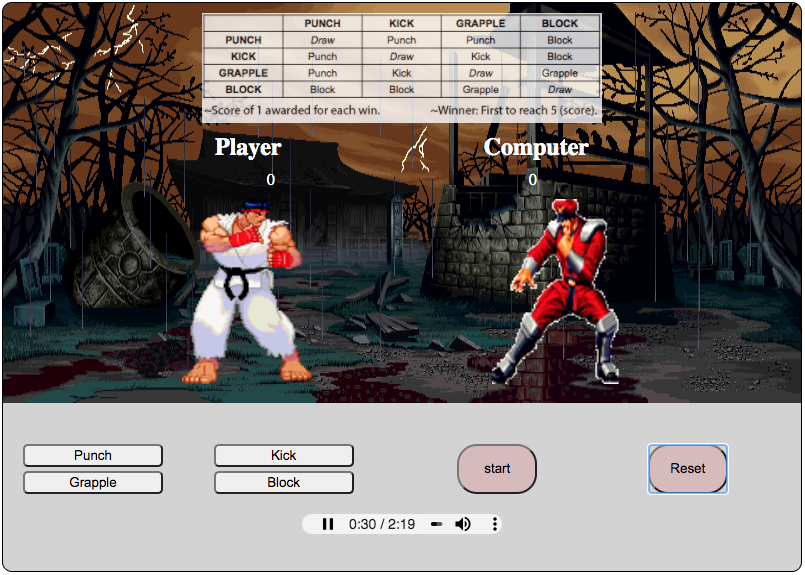 PUNCH KICK GRAPPLE BLOCK
PUNCH Draw Punch Punch Block
KICK Punch Draw Kick Block
GRAPPLE Punch Kick Draw Grapple
BLOCK Block Block Grapple Draw
~Score of 1 awarded for each win. ~Winner: First to reach 5 (score).
Player Computer
0 0
Punch Kick start Reset
Grapple Block
0:30 / 2:19